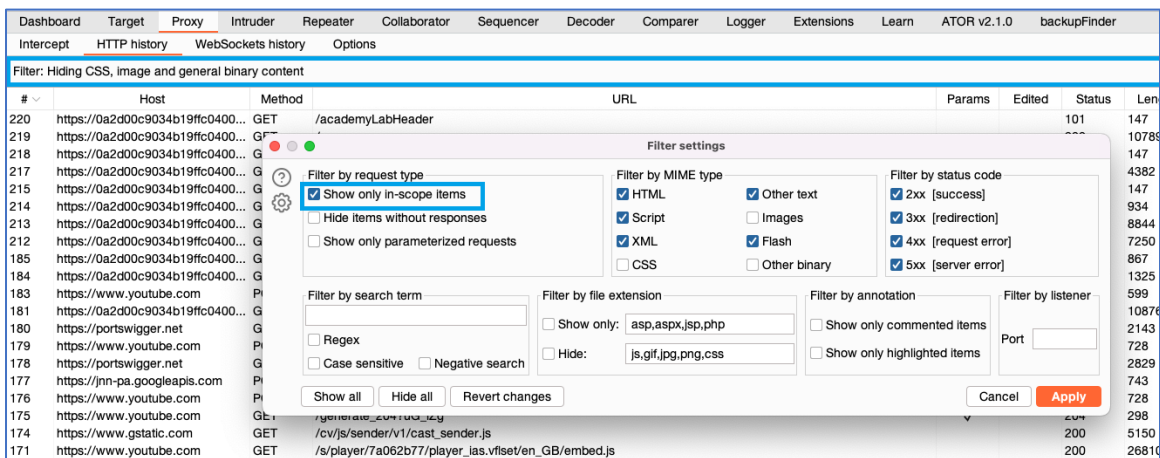 Dashboard Target Proxy Intruder Repeater Collaborator Sequencer Decoder Comparer Logger Extensions Learn ATOR v2.1.0 backupFinder
Intercept HTTP history WebSockets history Options
Filter: Hiding CSS, image and general binary content
# Host Method URL Params Edited Status Len
220 https://0a2d00c9034b19ffc0400... GET /academyLabHeader 101 147
219 https://0a2d00c9034b19ffc0400... G 10789
218 https://0a2d00c9034b19ffc0400... G 147
217 https://0a2d00c9034b19ffc0400... G 4382
215 https://0a2d00c9034b19ffc0400... G 147
214 https://0a2d00c9034b19ffc0400... G 934
213 https://0a2d00c9034b19ffc0400... G 8844
212 https://0a2d00c9034b19ffc0400... G 7250
185 https://0a2d00c9034b19ffc0400... G 867
184 https://0a2d00c9034b19ffc0400... G 1325
183 https://www.youtube.com P 599
181 https://0a2d00c9034b19ffc0400... G 10876
180 https://portswigger.net G 2143
179 https://www.youtube.com P 728
178 https://portswigger.net G 2829
177 https://jnn-pa.googleapis.com P 743
176 https://www.youtube.com P 728
175 https://www.youtube.com GET /generate_204?uG_iZg 204 298
174 https://www.gstatic.com GET /cv/js/sender/v1/cast_sender.js 200 5150
171 https://www.youtube.com GET /s/player/7a062b77/player_ias.vflset/en_GB/embed.js 200 26810
Filter settings
Filter by request type
Show only in-scope items
Hide items without responses
Show only parameterized requests
Filter by MIME type
HTML Other text
Script Images
XML Flash
CSS Other binary
Filter by status code
2xx [success]
3xx [redirection]
4xx [request error]
5xx [server error]
Filter by search term
Regex
Case sensitive Negative search
Filter by file extension
Show only: asp,aspx,jsp,php
Hide: js,gif,jpg,png,css
Filter by annotation
Show only commented items
Show only highlighted items
Filter by listener
Port
Show all Hide all Revert changes Cancel Apply